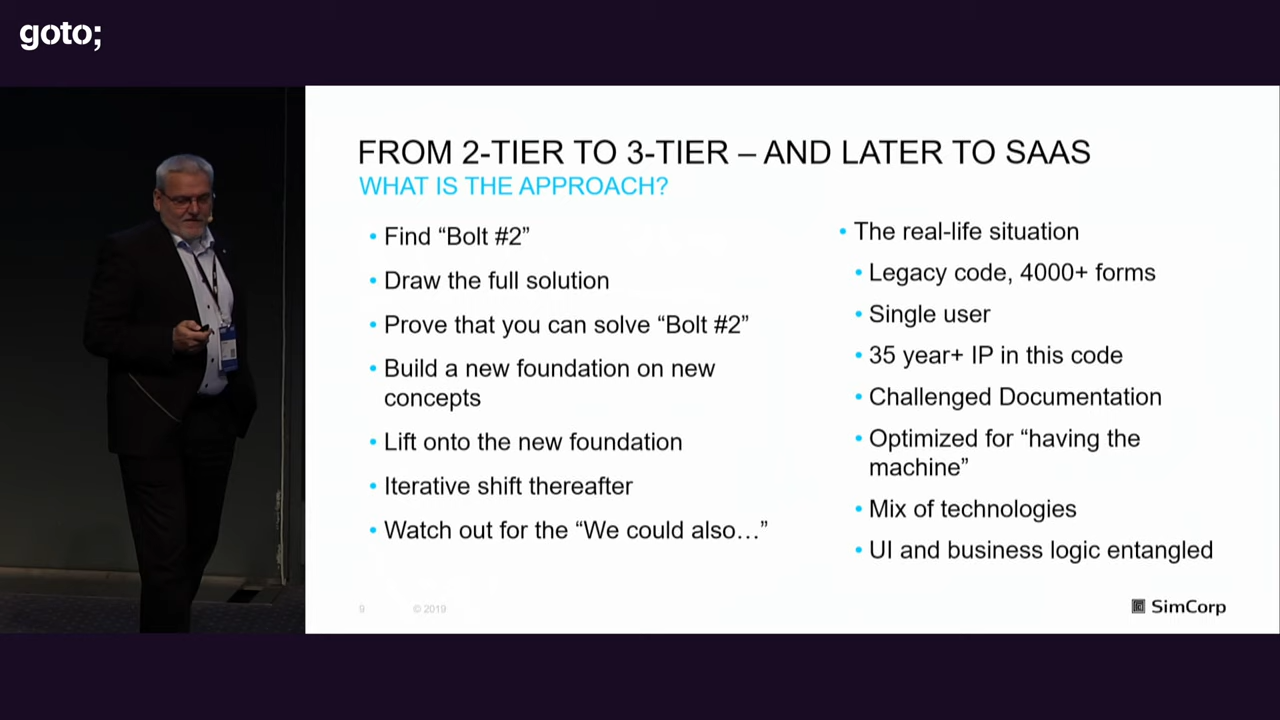 goto;
FROM 2-TIER TO 3-TIER – AND LATER TO SAAS
WHAT IS THE APPROACH?
• Find “Bolt #2”
• Draw the full solution
• Prove that you can solve “Bolt #2”
• Build a new foundation on new
concepts
• Lift onto the new foundation
• Iterative shift thereafter
• Watch out for the “We could also…”
• The real-life situation
• Legacy code, 4000+ forms
• Single user
• 35 year+ IP in this code
• Challenged Documentation
• Optimized for “having the
machine”
• Mix of technologies
• UI and business logic entangled
9 © 2019
SimCorp